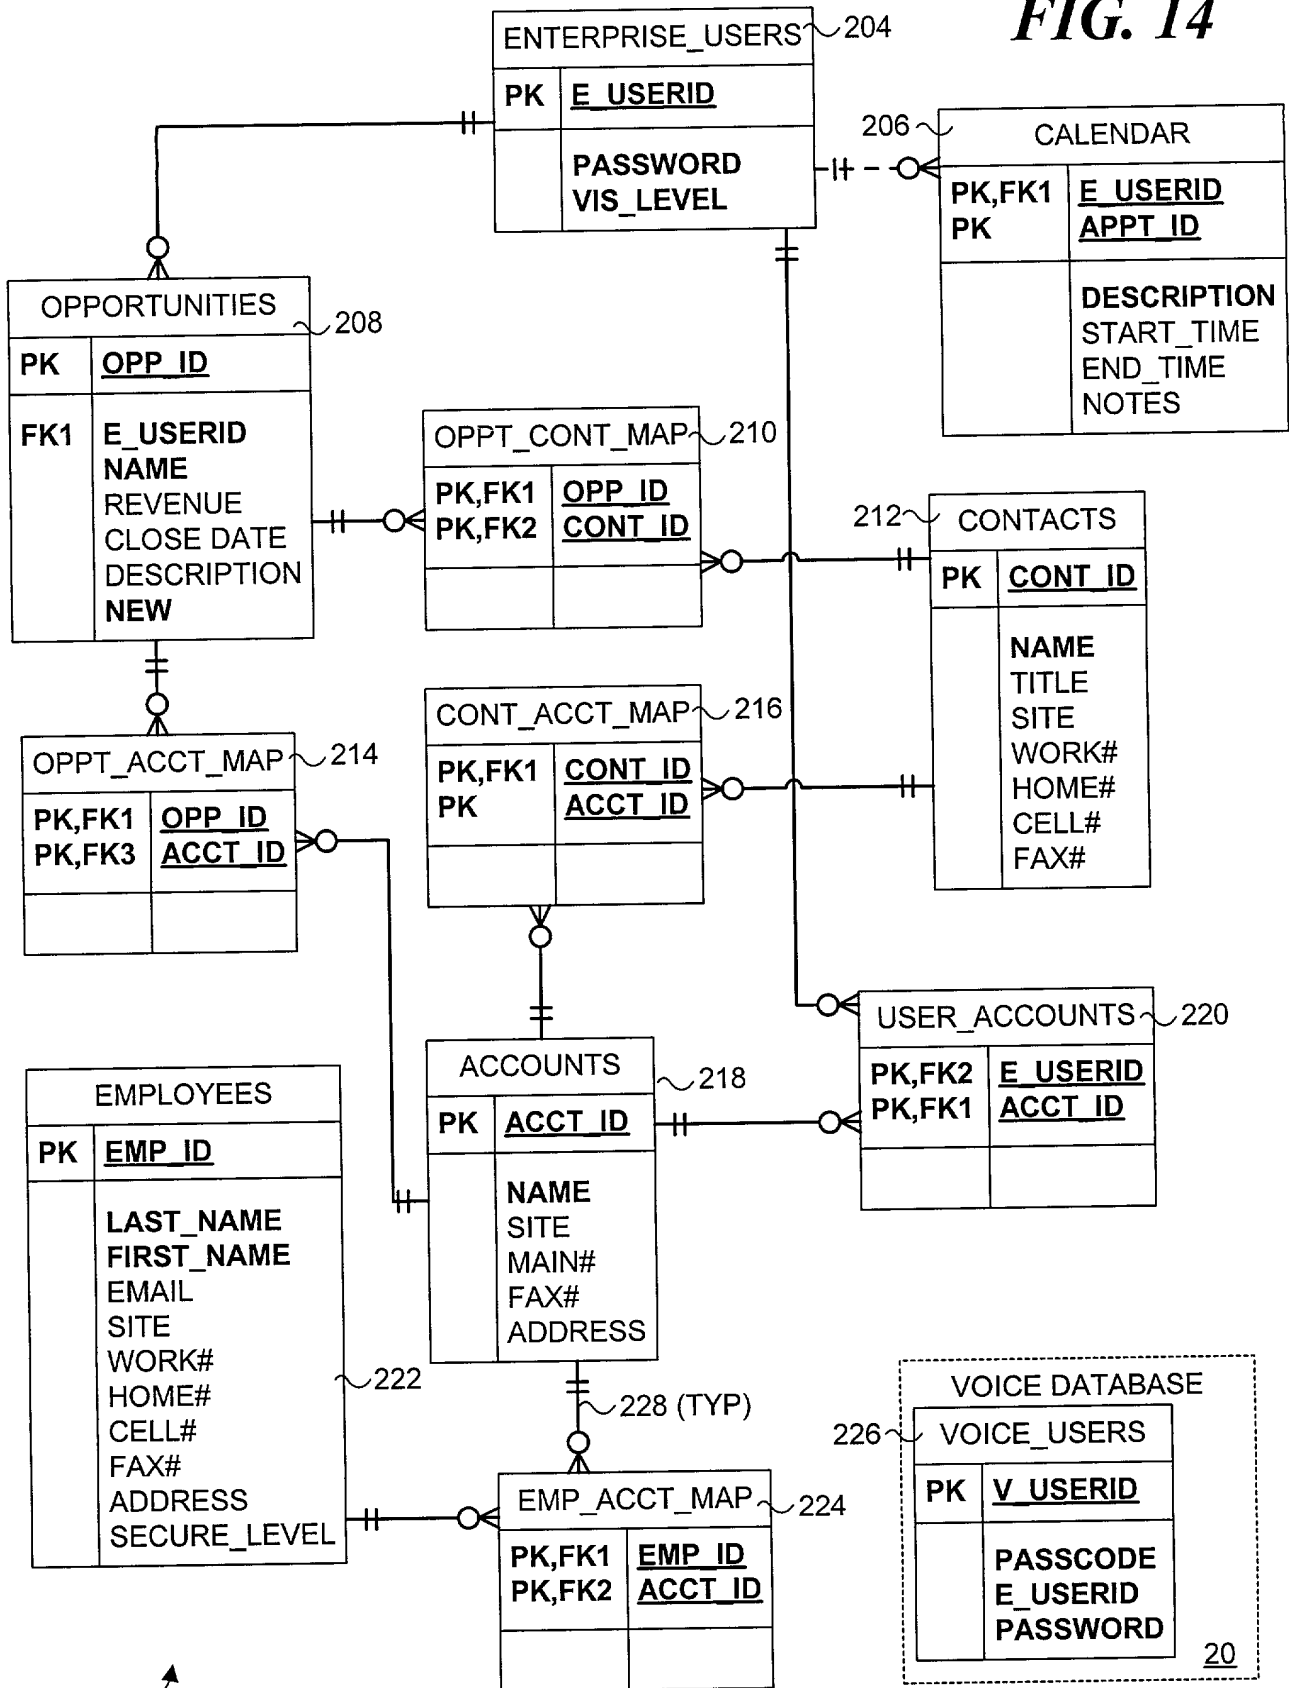 FIG. 14
ENTERPRISE_USERS 204
PK E_USERID
PASSWORD
VIS_LEVEL
206 CALENDAR
PK,FK1 E_USERID
PK APPT_ID
DESCRIPTION
START_TIME
END_TIME
NOTES
OPPORTUNITIES 208
PK OPP_ID
FK1 E_USERID
NAME
REVENUE
CLOSE DATE
DESCRIPTION
NEW
OPPT_CONT_MAP 210
PK,FK1 OPP_ID
PK,FK2 CONT_ID
212 CONTACTS
PK CONT_ID
NAME
TITLE
SITE
WORK#
HOME#
CELL#
FAX#
OPPT_ACCT_MAP 214
PK,FK1 OPP_ID
PK,FK3 ACCT_ID
CONT_ACCT_MAP 216
PK,FK1 CONT_ID
PK ACCT_ID
ACCOUNTS 218
PK ACCT_ID
NAME
SITE
MAIN#
FAX#
ADDRESS
USER_ACCOUNTS 220
PK,FK2 E_USERID
PK,FK1 ACCT_ID
EMPLOYEES
PK EMP_ID
LAST_NAME
FIRST_NAME
EMAIL
SITE
WORK#
HOME#
CELL#
FAX#
ADDRESS
SECURE_LEVEL
222
228 (TYP)
EMP_ACCT_MAP 224
PK,FK1 EMP_ID
PK,FK2 ACCT_ID
VOICE DATABASE
226 VOICE_USERS
PK V_USERID
PASSCODE
E_USERID
PASSWORD
20